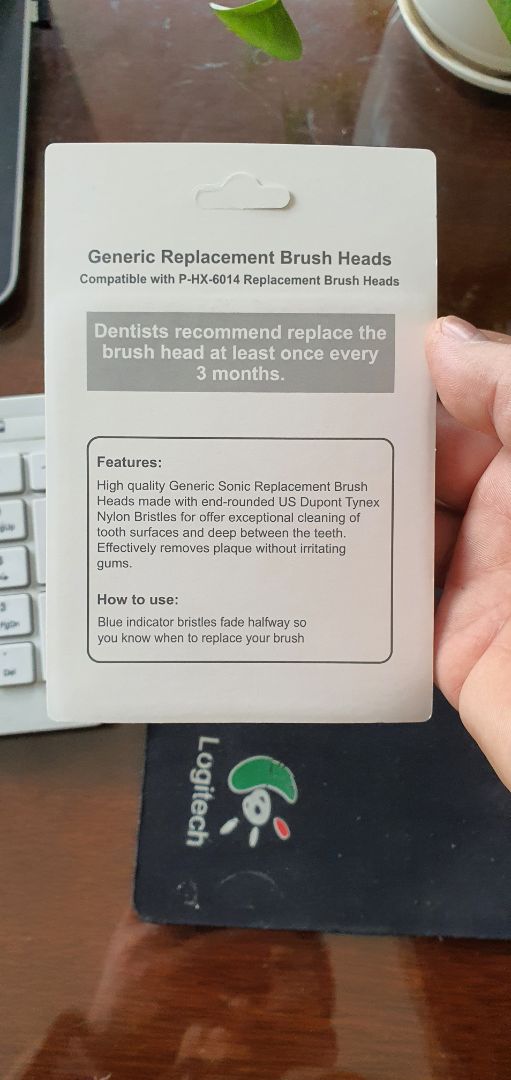 Generic Replacement Brush Heads
Compatible with P-HX-6014 Replacement Brush Heads
Dentists recommend replace the
brush head at least once every
3 months.
Features:
High quality Generic Sonic Replacement Brush
Heads made with end-rounded US Dupont Tynex
Nylon Bristles for offer exceptional cleaning of
tooth surfaces and deep between the teeth.
Effectively removes plaque without irritating
gums.
How to use:
Blue indicator bristles fade halfway so
you know when to replace your brush
3
PgDn
Del
Logitech